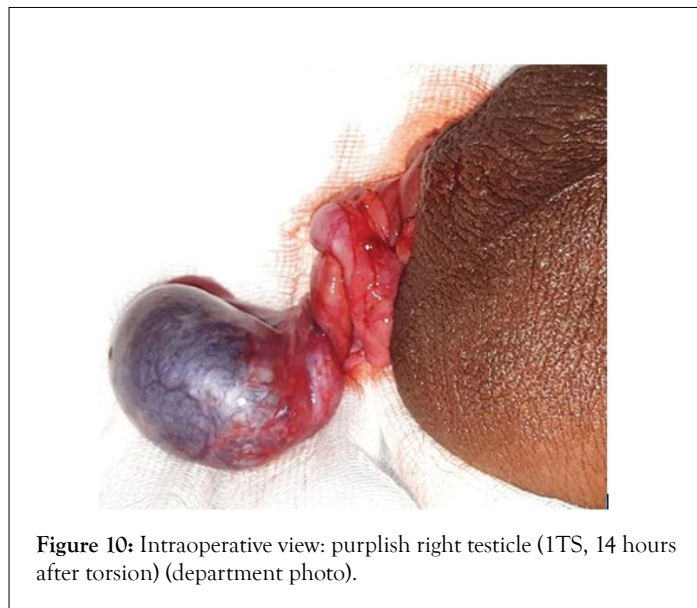 Figure 10: Intraoperative view: purplish right testicle (1TS, 14 hours
after torsion) (department photo).